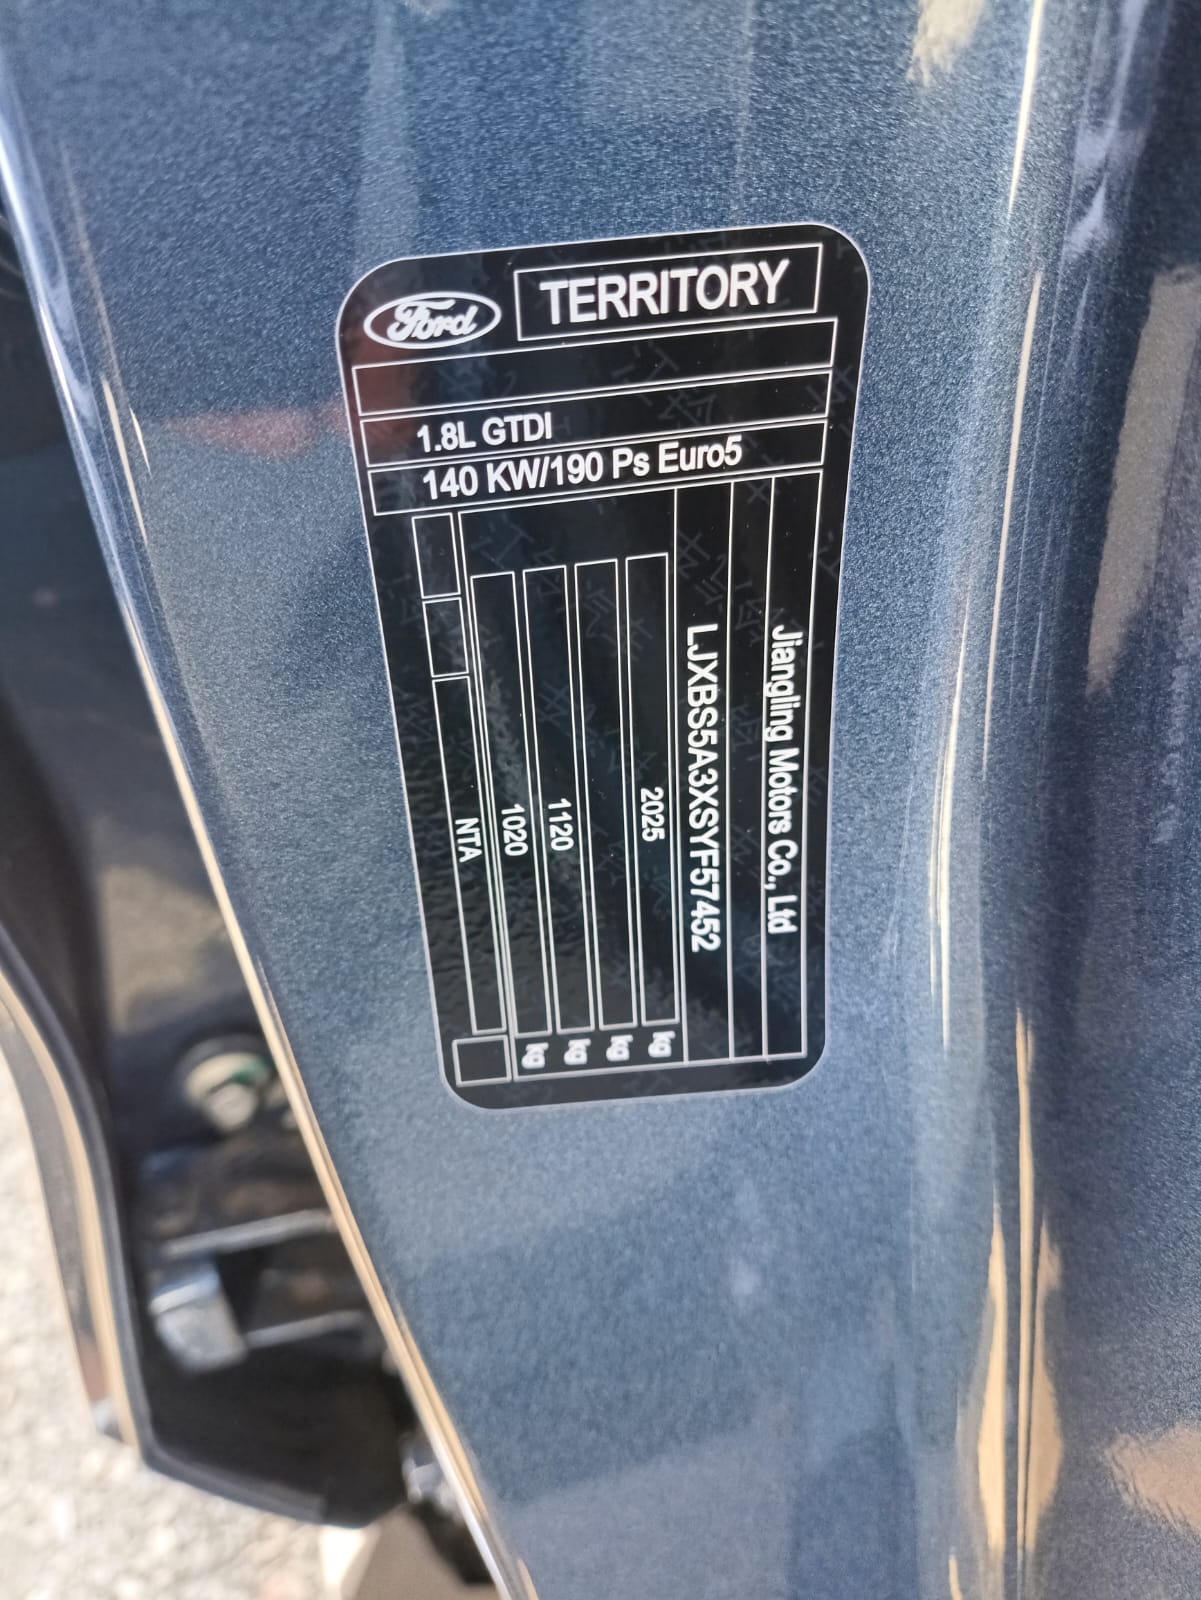 Ford
TERRITORY
1.8L GTDI
140 KW/190 Ps Euro5
Jiangling Motors Co., Ltd
LJXBS5A3XSYF57452
2025 kg
kg
1120 kg
1020 kg
NTA